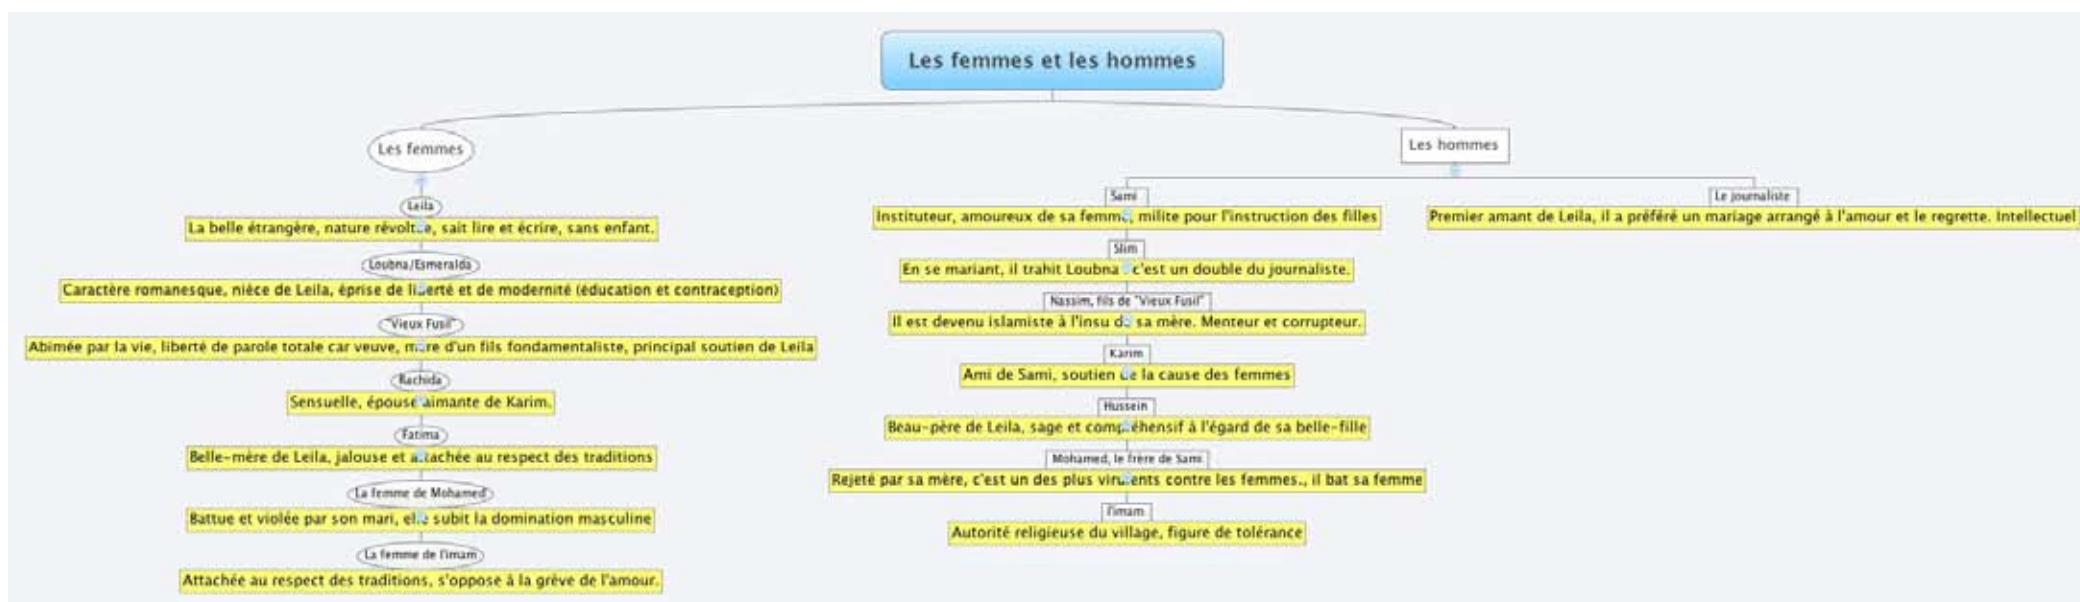 Les femmes et les hommes
Les femmes
Leila
La belle étrangère, nature révoltée, sait lire et écrire, sans enfant.
Loubna/Esmeralda
Caractère romanesque, nièce de Leila, éprise de liberté et de modernité (éducation et contraception)
"Vieux Fusil"
Abimée par la vie, liberté de parole totale car veuve, mère d'un fils fondamentaliste, principal soutien de Leila
Rachida
Sensuelle, épouse aimante de Karim.
Fatima
Belle-mère de Leila, jalouse et attachée au respect des traditions
La femme de Mohamed
Battue et violée par son mari, elle subit la domination masculine
La femme de l'imam
Attachée au respect des traditions, s'oppose à la grève de l'amour.
Les hommes
Sami
Instituteur, amoureux de sa femme, milite pour l'instruction des filles
Slim
En se mariant, il trahit Loubna c'est un double du journaliste.
Nassim, fils de "Vieux Fusil"
Il est devenu islamiste à l'insu de sa mère. Menteur et corrupteur.
Karim
Ami de Sami, soutien de la cause des femmes
Hussein
Beau-père de Leila, sage et compréhensif à l'égard de sa belle-fille
Mohamed, le frère de Sami
Rejeté par sa mère, c'est un des plus virulents contre les femmes., il bat sa femme
l'imam
Autorité religieuse du village, figure de tolérance
Le journaliste
Premier amant de Leila, il a préféré un mariage arrangé à l'amour et le regrette. Intellectuel